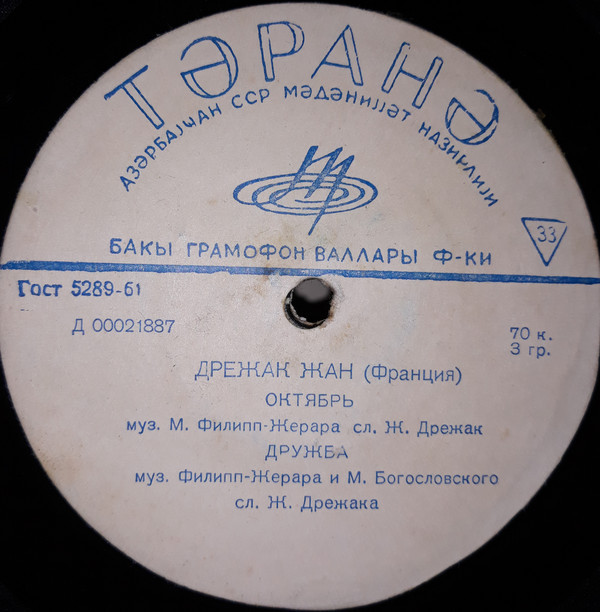 ТӘРАНӘ
АЗӘРБАЈҸАН ССР МӘДӘНИЈЈӘТ НАЗИРЛИЈИ
БАКЫ ГРАМОФОН ВАЛЛАРЫ Ф-КИ
33
Гост 5289-61
Д 00021887
70 к.
3 гр.
ДРЕЖАК ЖАН (Франция)
ОКТЯБРЬ
муз. М. Филипп-Жерара сл. Ж. Дрежак
ДРУЖБА
муз. Филипп-Жерара и М. Богословского
сл. Ж. Дрежака